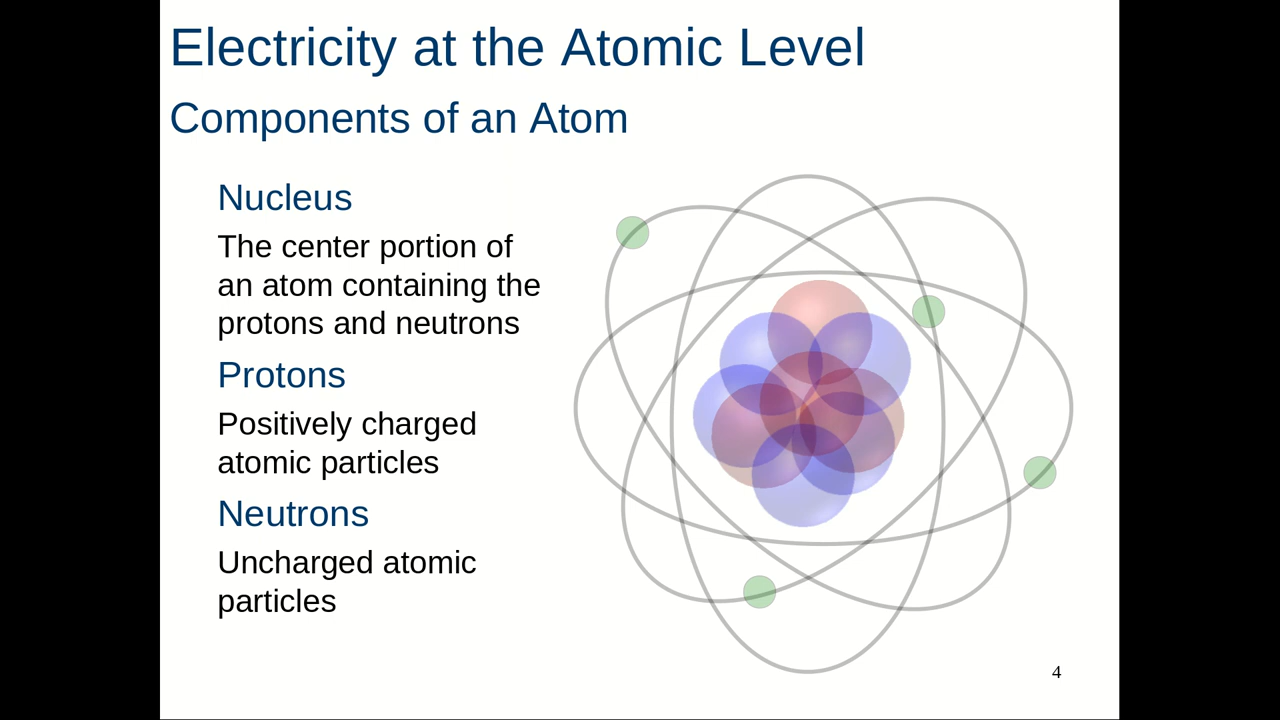 Electricity at the Atomic Level
Components of an Atom
Nucleus
The center portion of
an atom containing the
protons and neutrons
Protons
Positively charged
atomic particles
Neutrons
Uncharged atomic
particles
4